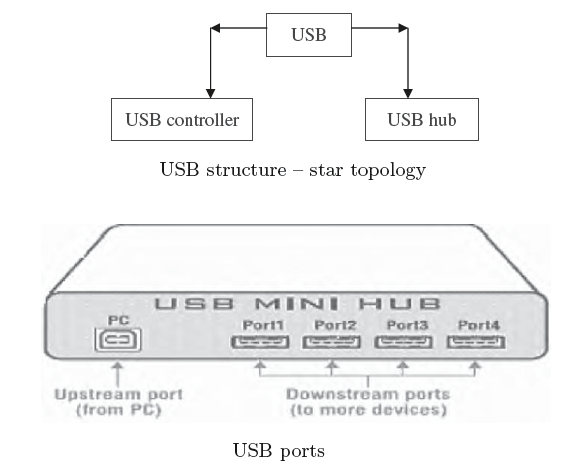 USB
USB controller
USB hub
USB structure – star topology
USB MINI HUB
PC
Port1 Port2 Port3 Port4
Upstream port
(from PC)
Downstream ports
(to more devices)
USB ports